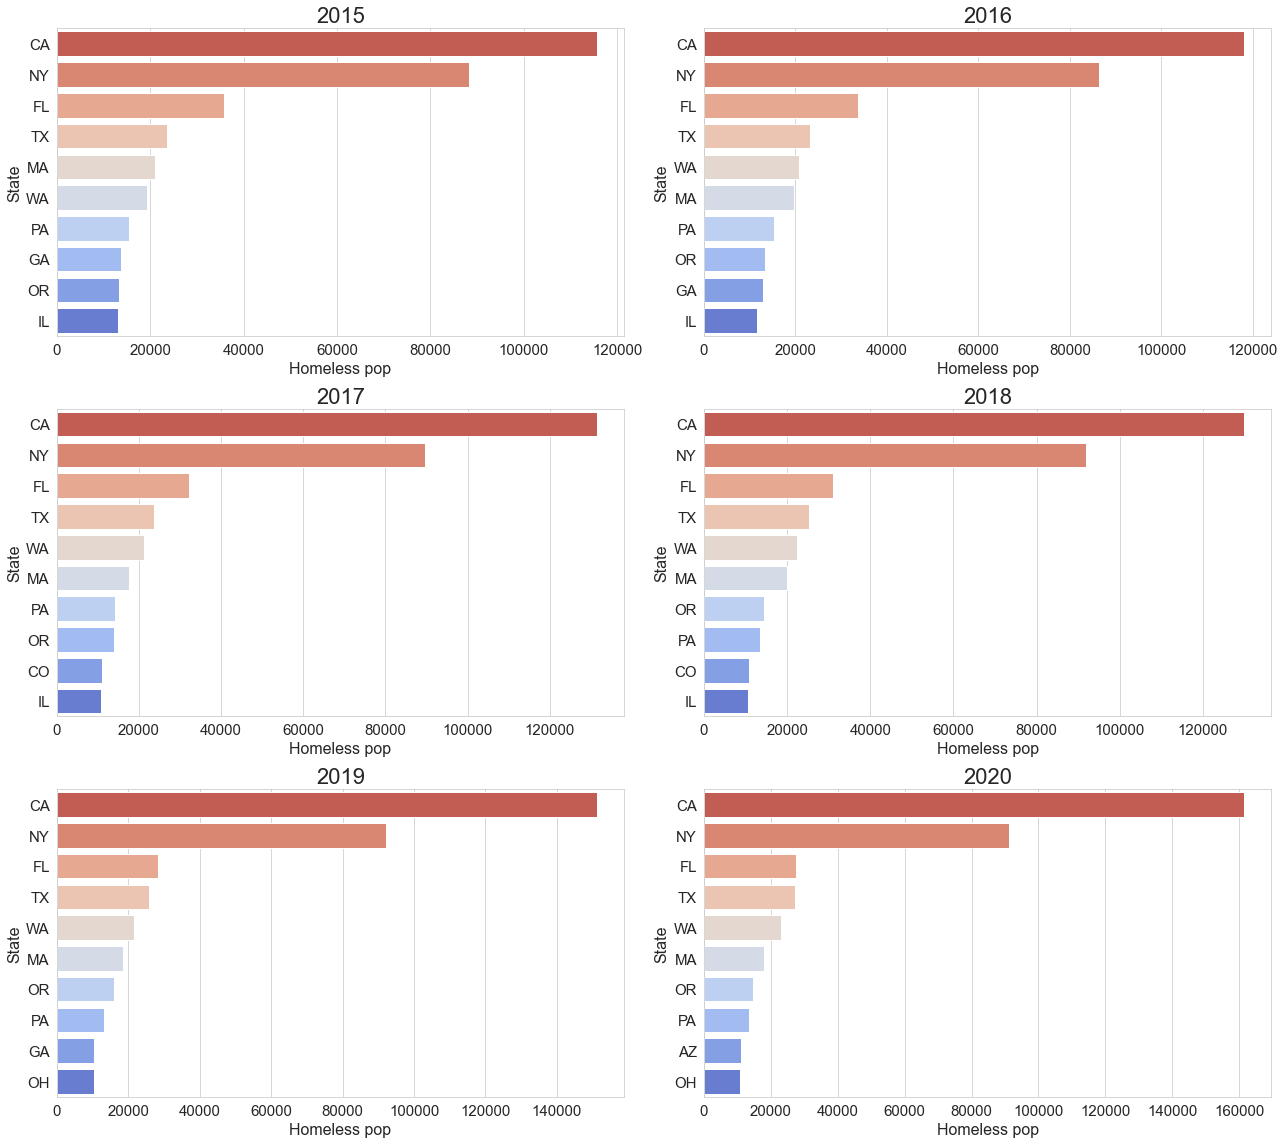 2015
CA
NY
FL
TX
MA
WA
PA
GA
OR
IL
State
0 20000 40000 60000 80000 100000 120000
Homeless pop
2016
CA
NY
FL
TX
WA
MA
PA
OR
GA
IL
State
0 20000 40000 60000 80000 100000 120000
Homeless pop
2017
CA
NY
FL
TX
WA
MA
PA
OR
CO
IL
State
0 20000 40000 60000 80000 100000 120000
Homeless pop
2018
CA
NY
FL
TX
WA
MA
OR
PA
CO
IL
State
0 20000 40000 60000 80000 100000 120000
Homeless pop
2019
CA
NY
FL
TX
WA
MA
OR
PA
GA
OH
State
0 20000 40000 60000 80000 100000 120000 140000
Homeless pop
2020
CA
NY
FL
TX
WA
MA
OR
PA
AZ
OH
State
0 20000 40000 60000 80000 100000 120000 140000 160000
Homeless pop